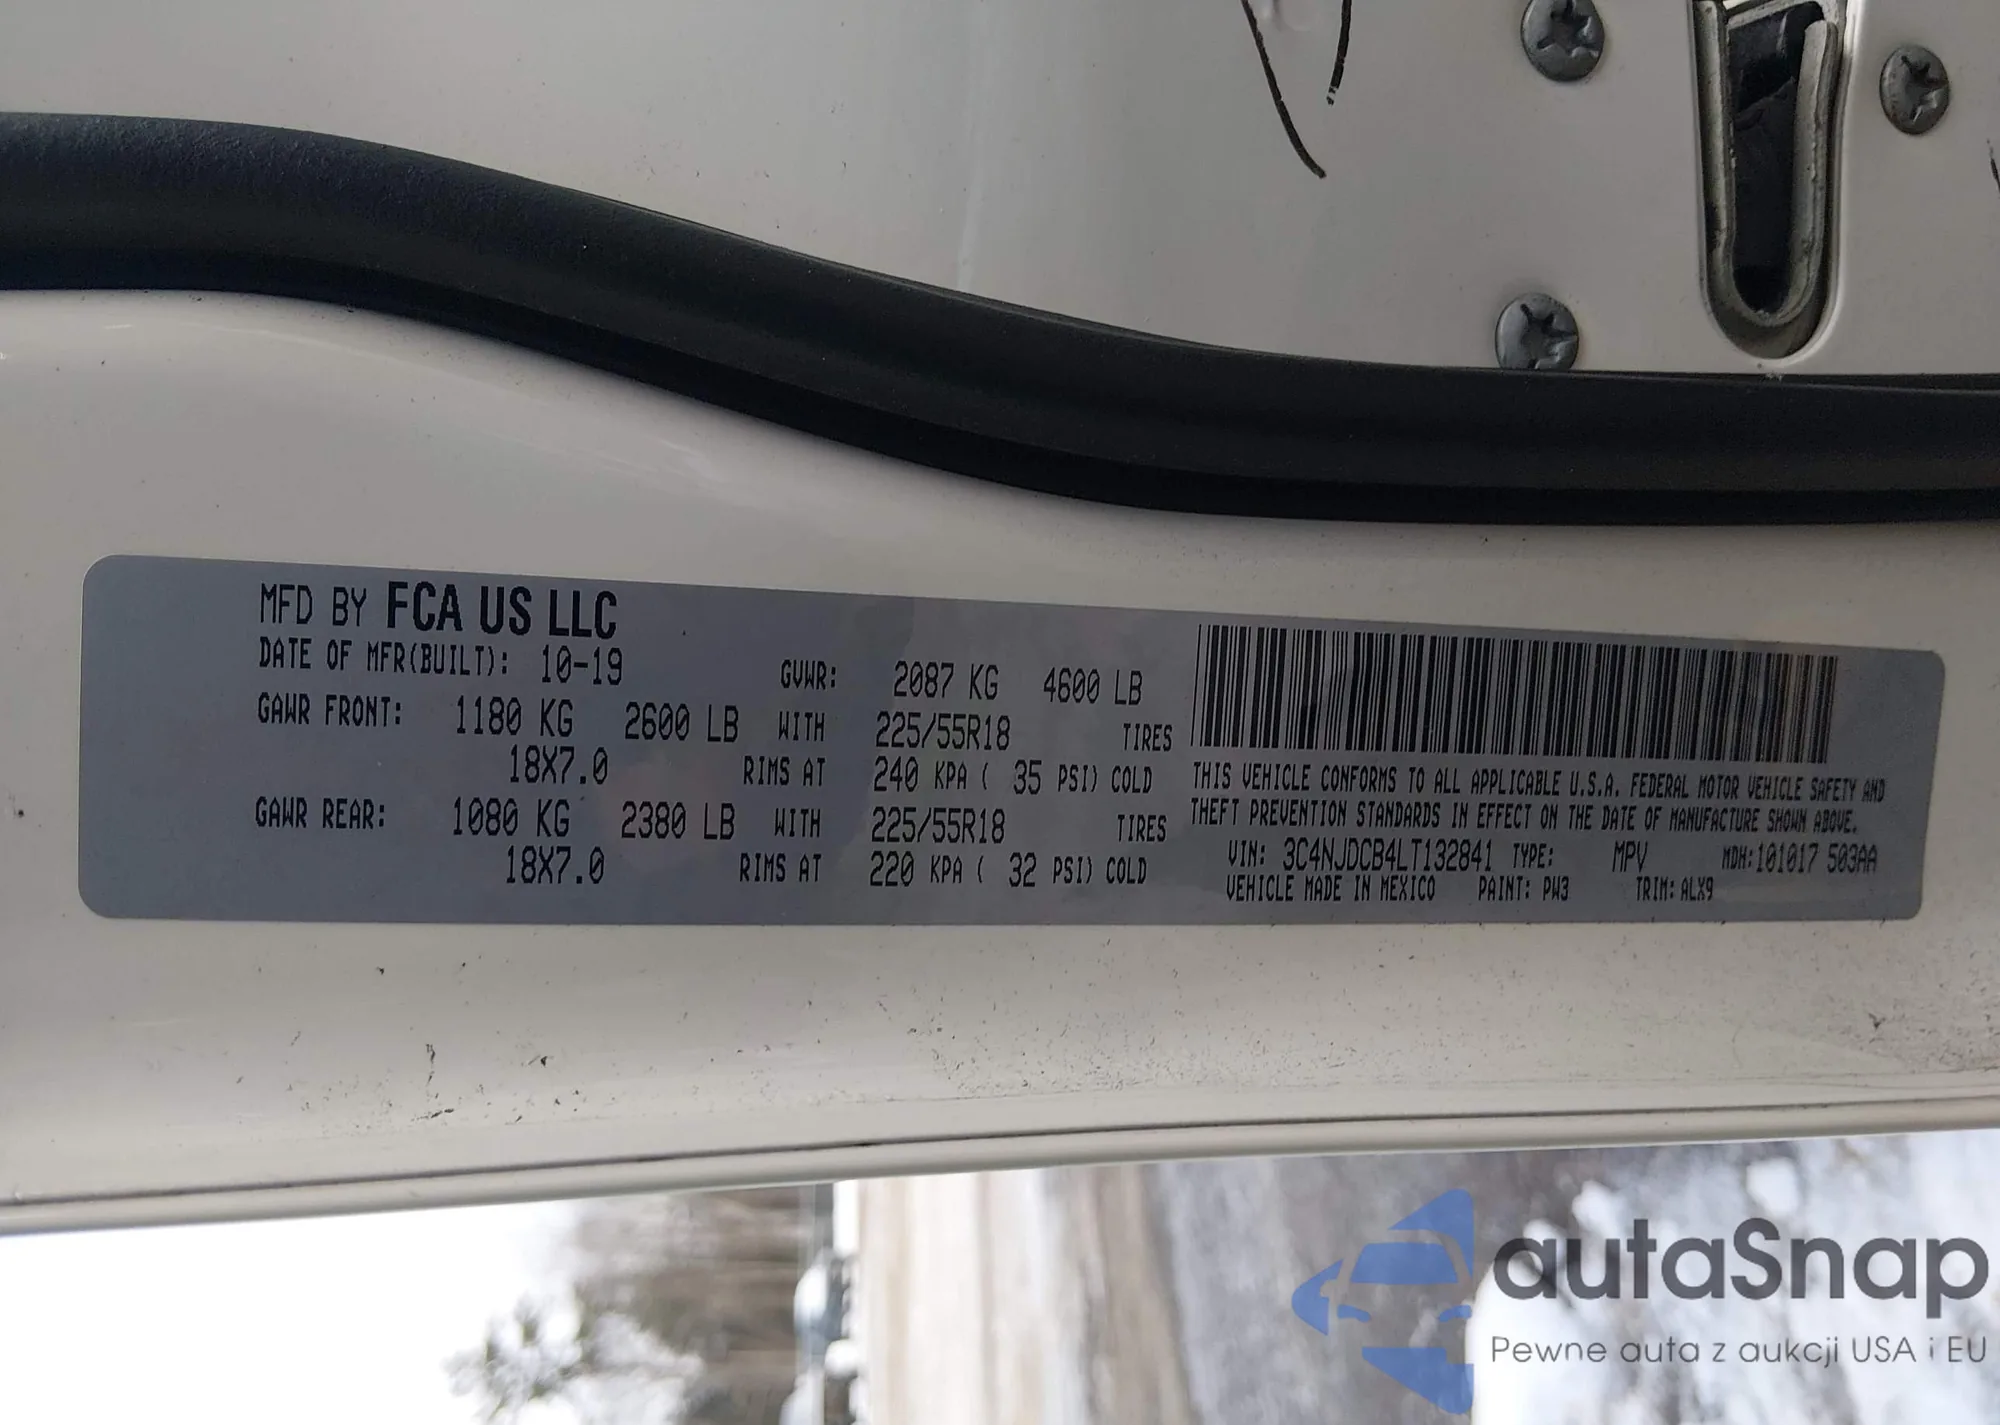 MFD BY FCA US LLC
DATE OF MFR(BUILT): 10-19 GVWR: 2087 KG 4600 LB
GAWR FRONT: 1180 KG 2600 LB WITH 225/55R18 TIRES
18X7.0 RIMS AT 240 KPA ( 35 PSI) COLD
GAWR REAR: 1080 KG 2380 LB WITH 225/55R18 TIRES
18X7.0 RIMS AT 220 KPA ( 32 PSI) COLD
THIS VEHICLE CONFORMS TO ALL APPLICABLE U.S.A. FEDERAL MOTOR VEHICLE SAFETY AND
THEFT PREVENTION STANDARDS IN EFFECT ON THE DATE OF MANUFACTURE SHOWN ABOVE.
VIN: 3C4NJDCB4LT132841 TYPE: MPV MDH:101017 503AA
VEHICLE MADE IN MEXICO PAINT: PW3 TRIM: ALX9
autaSnap
Pewne auta z aukcji USA i EU